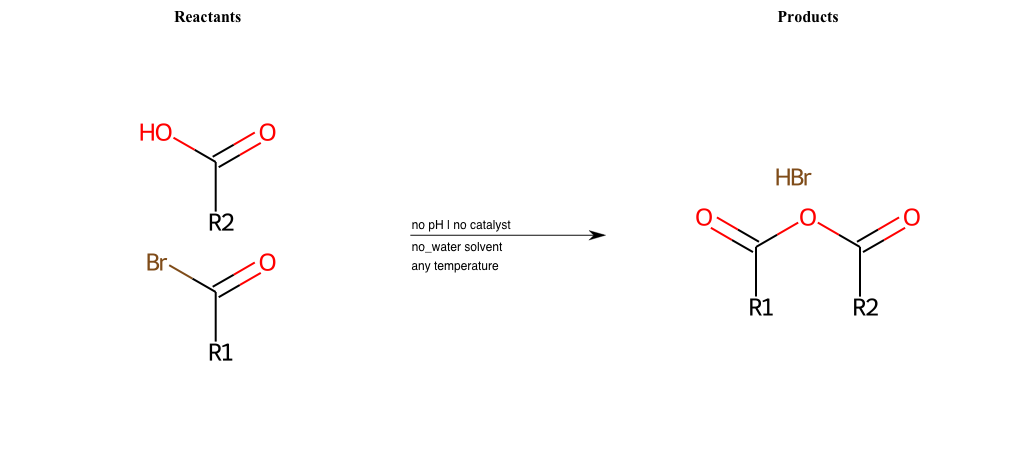 Reactants
Products
HO
O
R2
Br
O
R1
no pH | no catalyst
no_water solvent
any temperature
HBr
O
O
O
R1
R2